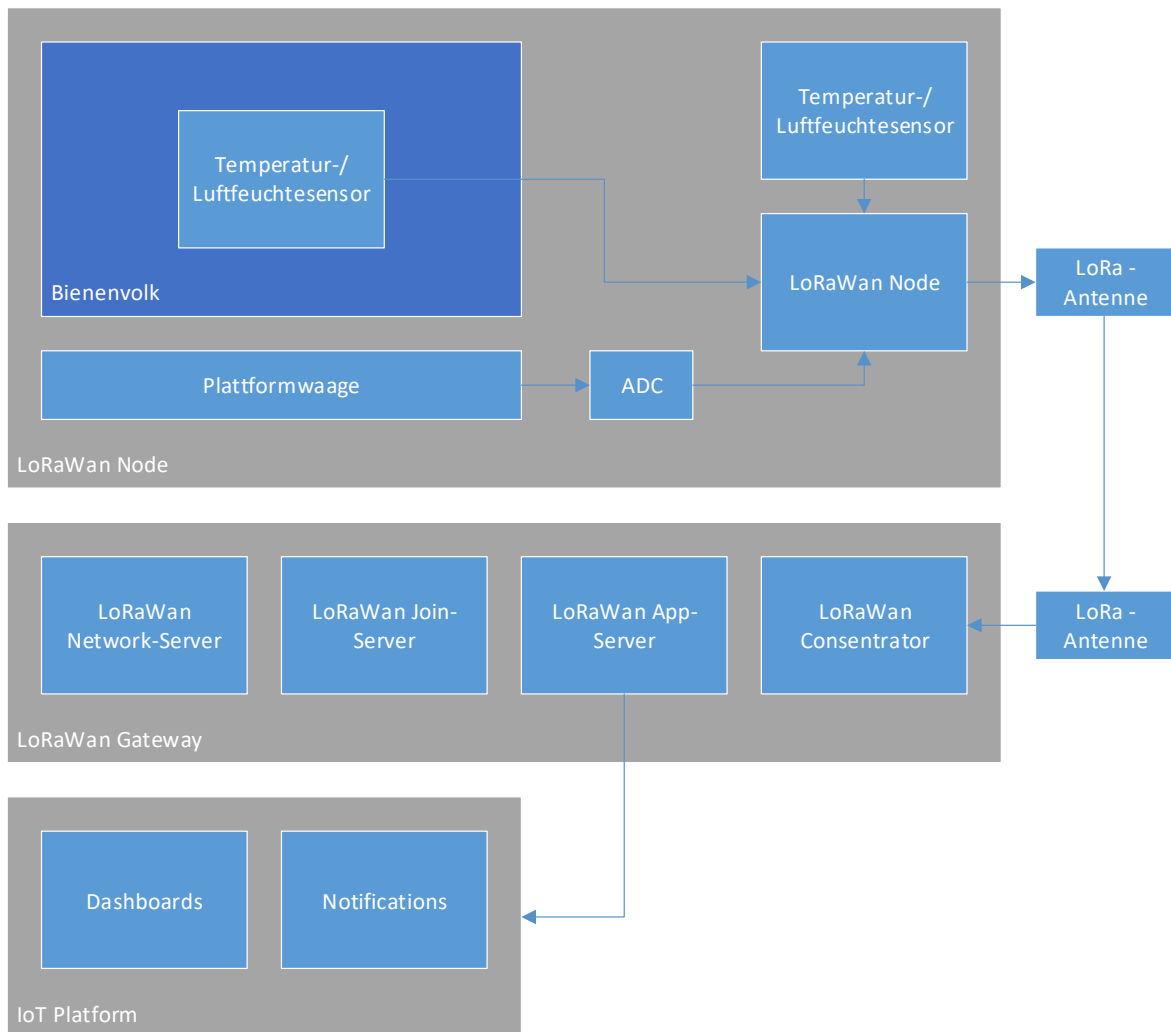 Temperatur-/
Luftfeuchtesensor
Bienenvolk
Temperatur-/
Luftfeuchtesensor
LoRaWan Node
LoRa -
Antenne
Plattformwaage
ADC
LoRaWan Node
LoRaWan
Network-Server
LoRaWan Join-
Server
LoRaWan App-
Server
LoRaWan
Consentrator
LoRa -
Antenne
LoRaWan Gateway
Dashboards
Notifications
IoT Platform